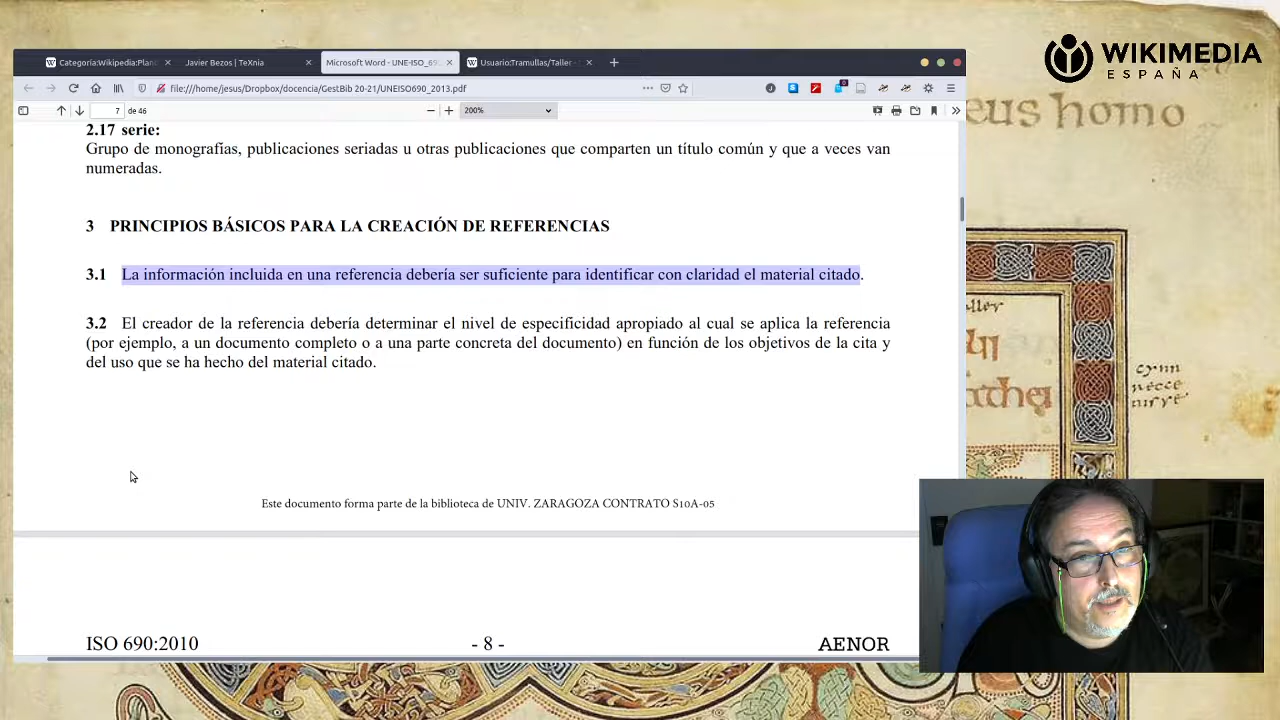 WIKIMEDIA
ESPAÑA
Categoría:Wikipedia:Plan
Javier Bezos | TeXnia
Microsoft Word - UNE-ISO_69
Usuario:Tramullas/Taller -
file:///home/jesus/Dropbox/docencia/GestBib 20-21/UNEISO690_2013.pdf
7 de 46
200%
2.17 serie:
Grupo de monografías, publicaciones seriadas u otras publicaciones que comparten un título común y que a veces van
numeradas.
3 PRINCIPIOS BÁSICOS PARA LA CREACIÓN DE REFERENCIAS
3.1 La información incluida en una referencia debería ser suficiente para identificar con claridad el material citado.
3.2 El creador de la referencia debería determinar el nivel de especificidad apropiado al cual se aplica la referencia
(por ejemplo, a un documento completo o a una parte concreta del documento) en función de los objetivos de la cita y
del uso que se ha hecho del material citado.
Este documento forma parte de la biblioteca de UNIV. ZARAGOZA CONTRATO S10A-05
ISO 690:2010
- 8 -
AENOR
eus homo